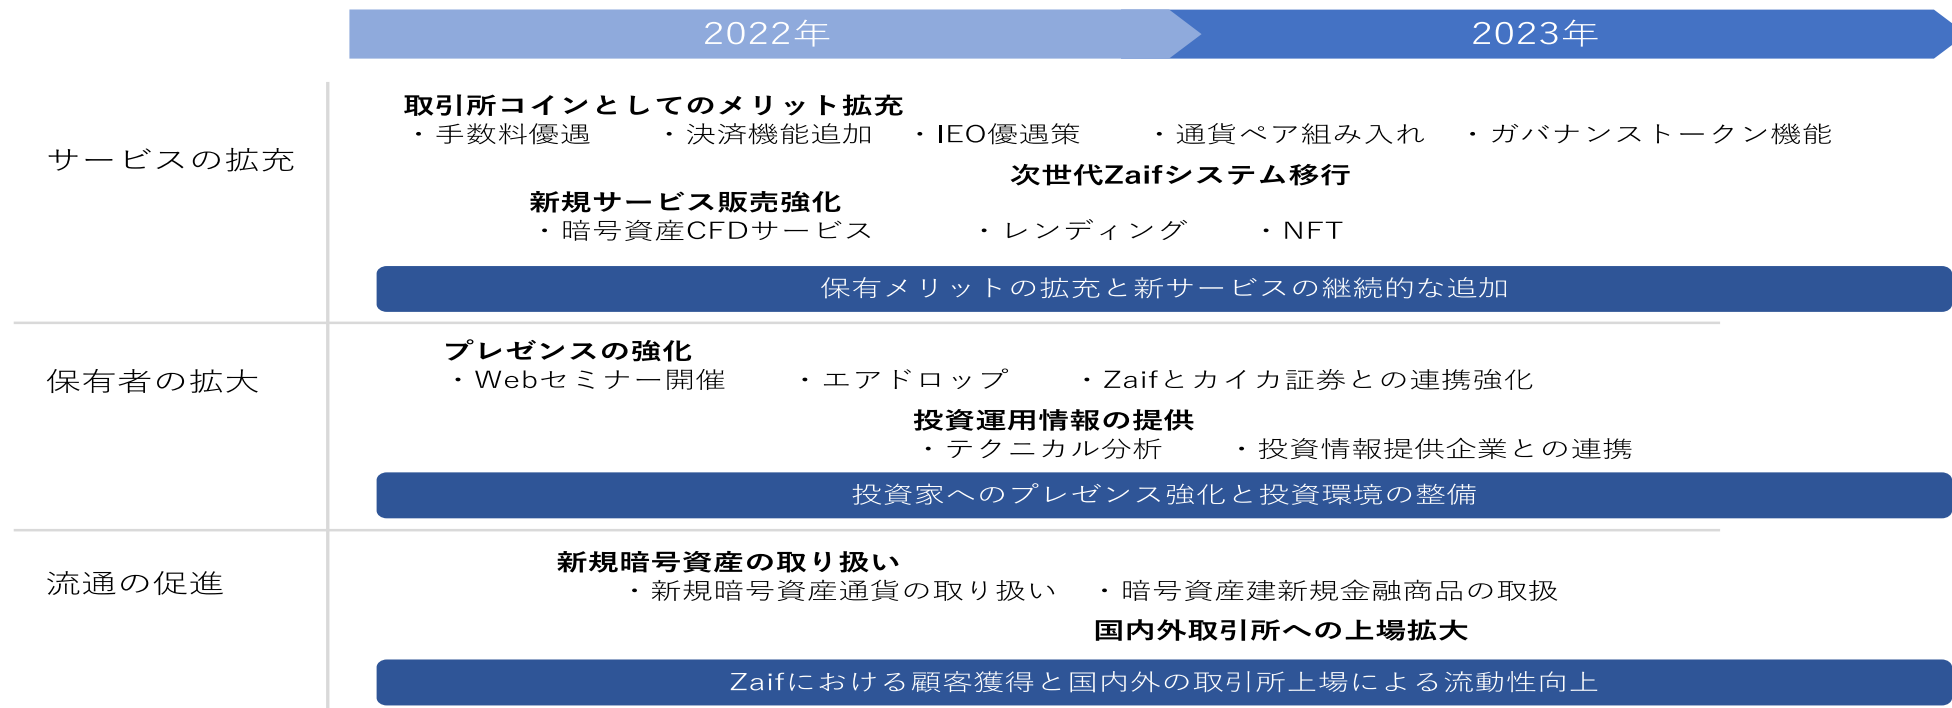 2022年 2023年
サービスの拡充
取引所コインとしてのメリット拡充
・手数料優遇 ・決済機能追加 ・IEO優遇策 ・通貨ペア組み入れ ・ガバナンストークン機能
次世代Zaifシステム移行
新規サービス販売強化
・暗号資産CFDサービス ・レンディング ・NFT
保有メリットの拡充と新サービスの継続的な追加
保有者の拡大
プレゼンスの強化
・Webセミナー開催 ・エアドロップ ・Zaifとカイカ証券との連携強化
投資運用情報の提供
・テクニカル分析 ・投資情報提供企業との連携
投資家へのプレゼンス強化と投資環境の整備
流通の促進
新規暗号資産の取り扱い
・新規暗号資産通貨の取り扱い ・暗号資産建新規金融商品の取扱
国内外取引所への上場拡大
Zaifにおける顧客獲得と国内外の取引所上場による流動性向上